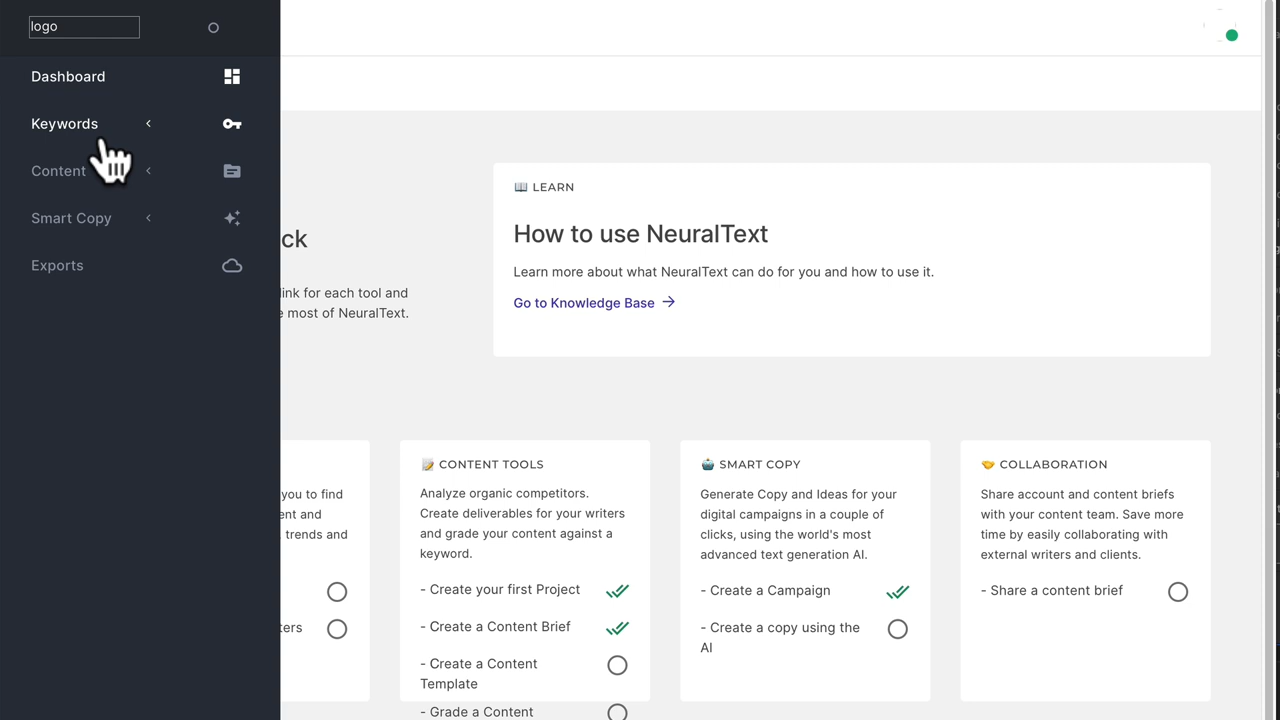 logo
Dashboard
Keywords
Content
Smart Copy
Exports
ck
link for each tool and
e most of NeuralText.
📖 LEARN
How to use NeuralText
Learn more about what NeuralText can do for you and how to use it.
Go to Knowledge Base →
you to find
ent and
trends and
ters
📝 CONTENT TOOLS
Analyze organic competitors.
Create deliverables for your writers
and grade your content against a
keyword.
- Create your first Project
- Create a Content Brief
- Create a Content
Template
- Grade a Content
🤖 SMART COPY
Generate Copy and Ideas for your
digital campaigns in a couple of
clicks, using the world's most
advanced text generation AI.
- Create a Campaign
- Create a copy using the
AI
🤝 COLLABORATION
Share account and content briefs
with your content team. Save more
time by easily collaborating with
external writers and clients.
- Share a content brief